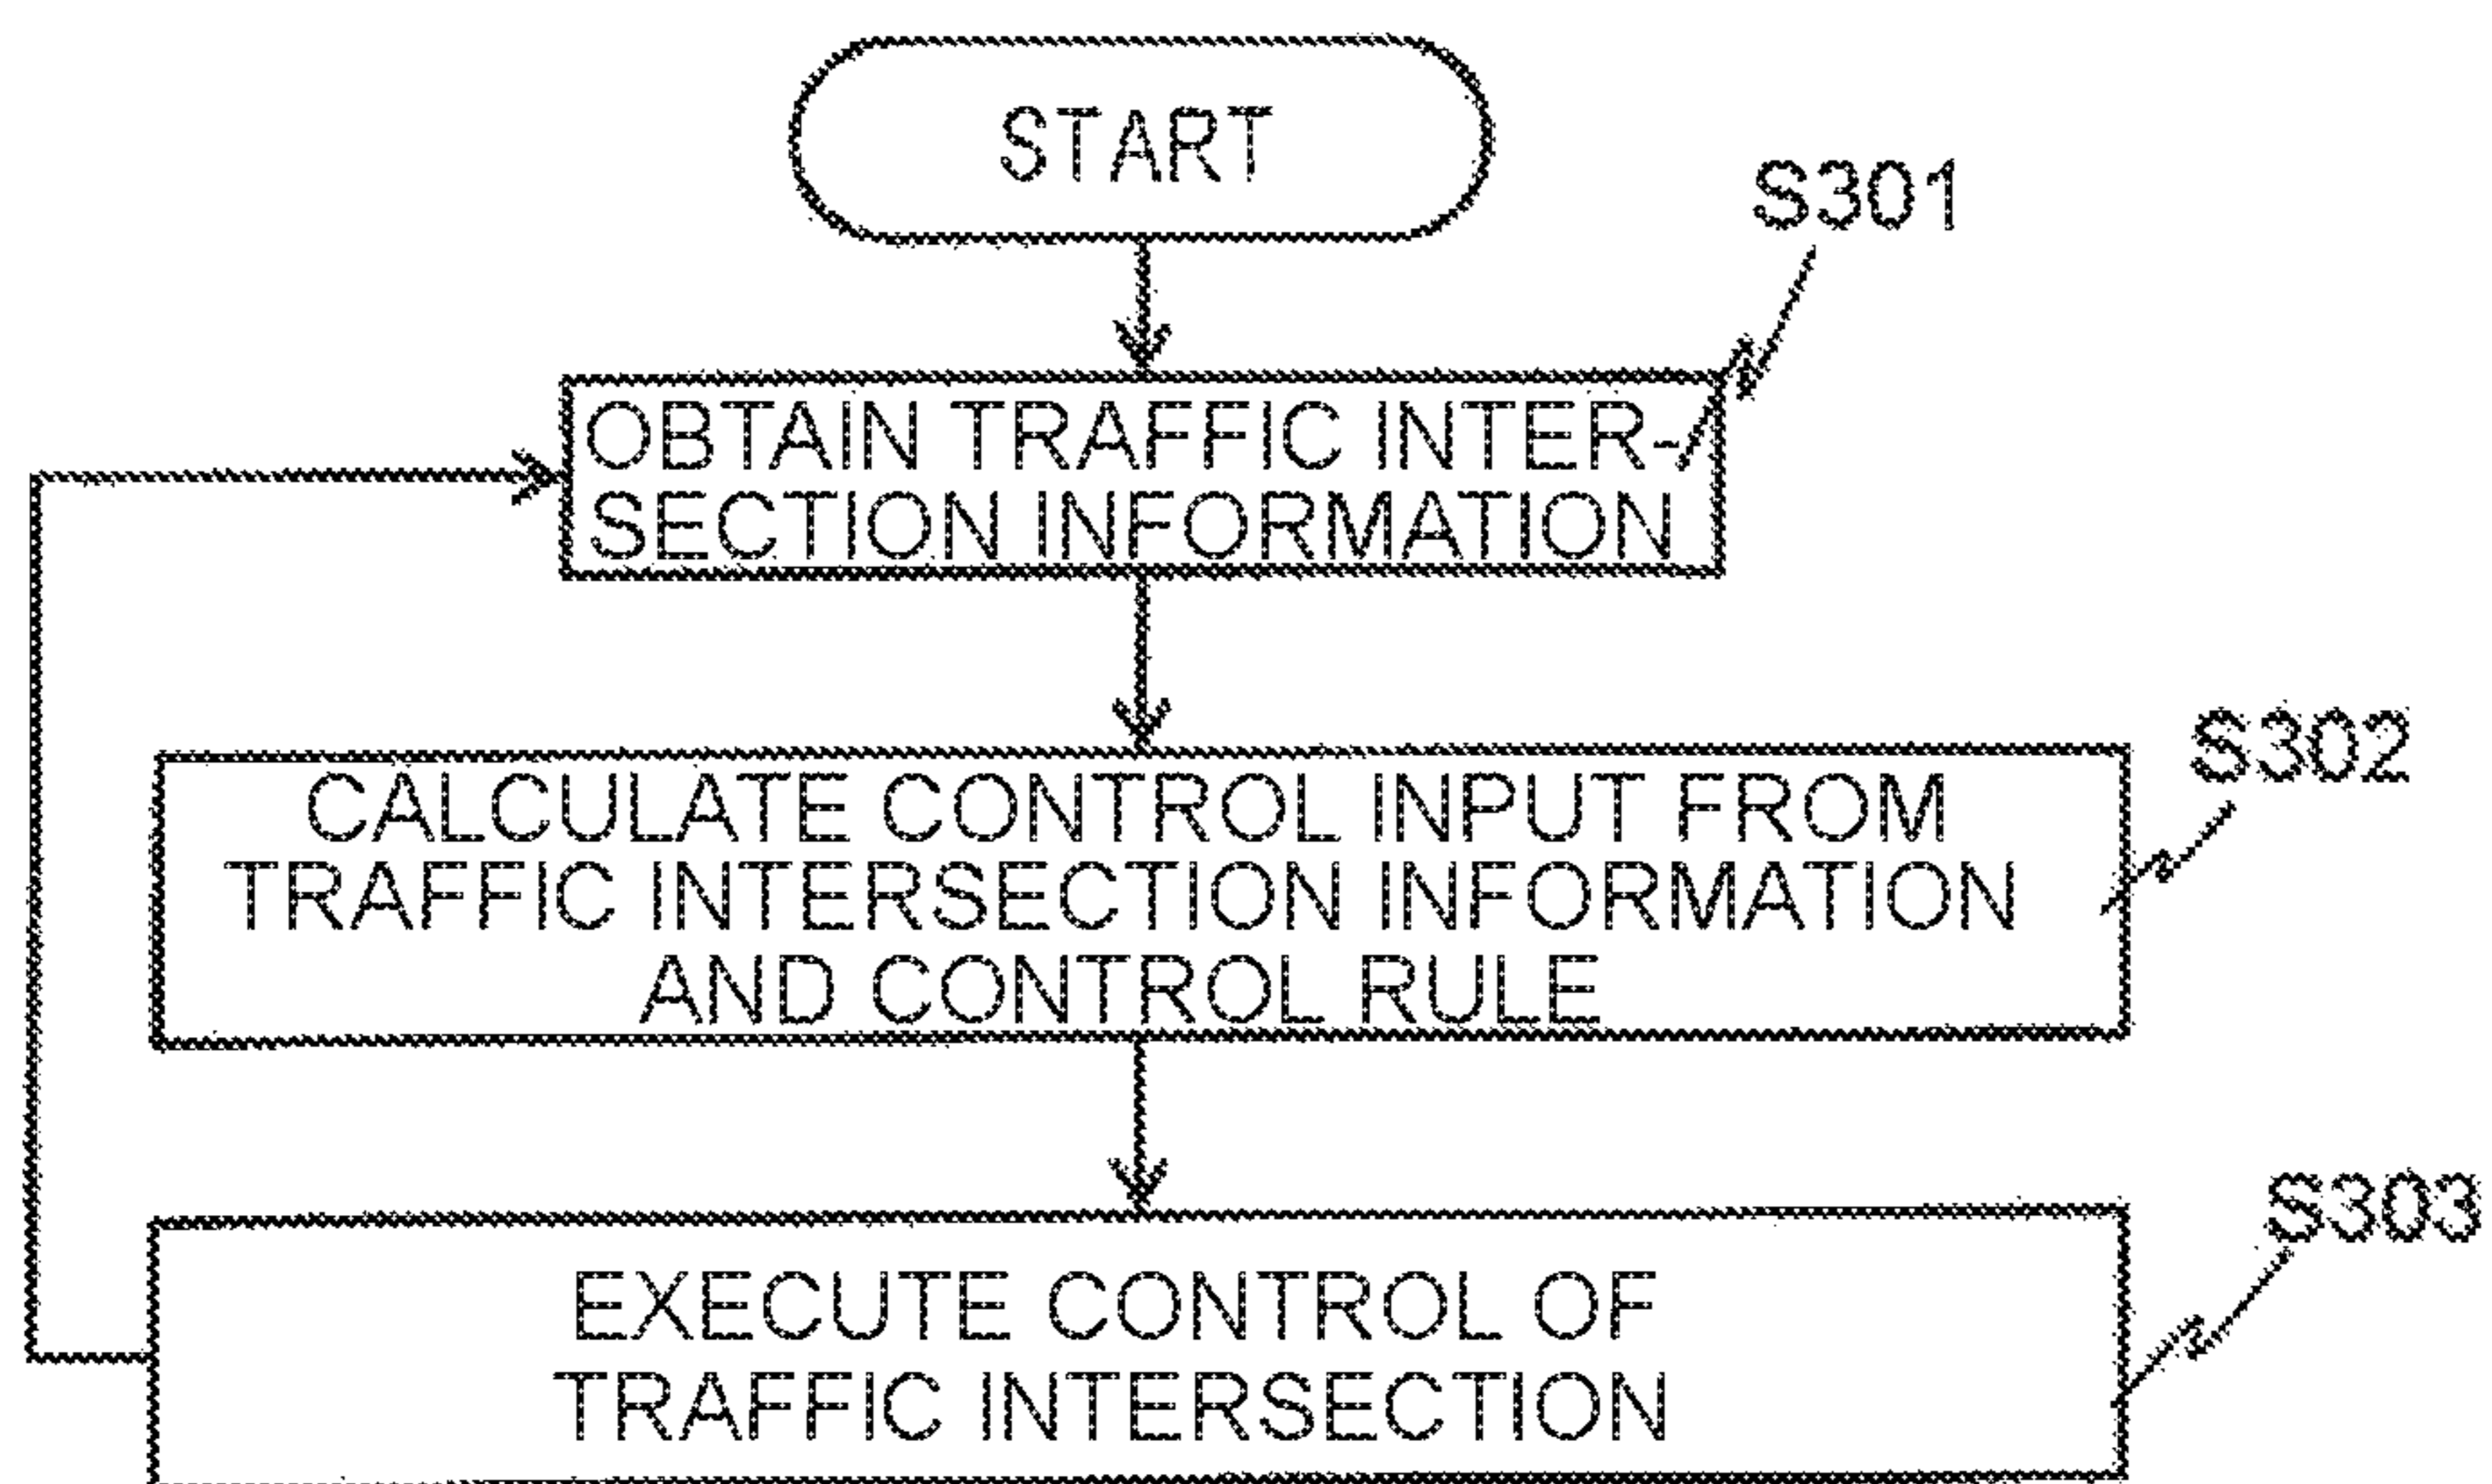 START
S301
OBTAIN TRAFFIC INTER-
SECTION INFORMATION
S302
CALCULATE CONTROL INPUT FROM
TRAFFIC INTERSECTION INFORMATION
AND CONTROL RULE
S303
EXECUTE CONTROL OF
TRAFFIC INTERSECTION